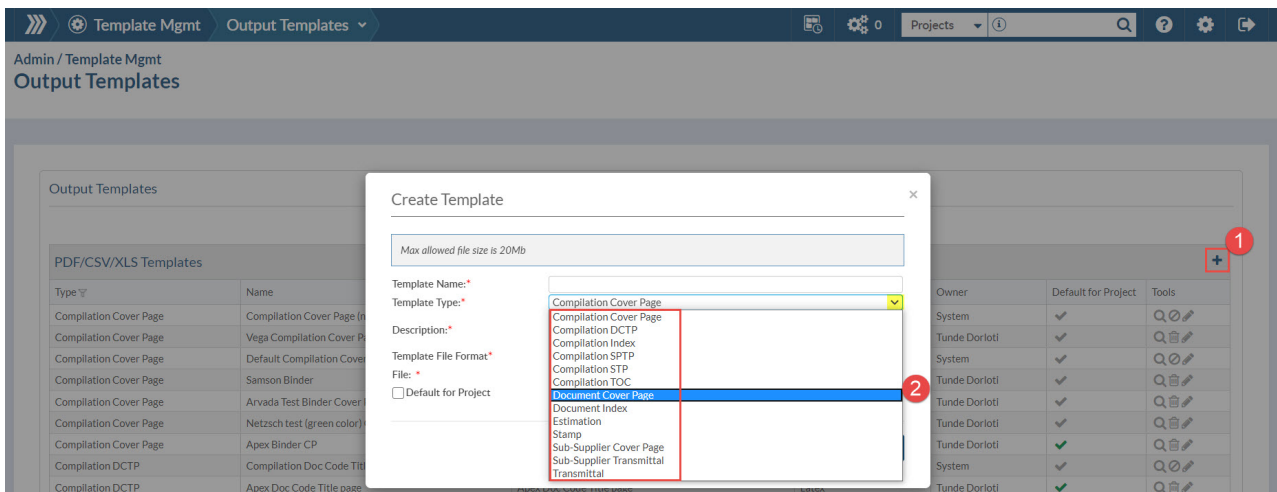 Template Mgmt Output Templates 0 Projects
Admin / Template Mgmt
Output Templates
Output Templates
PDF/CSV/XLS Templates
Type Name Owner Default for Project Tools
Compilation Cover Page Compilation Cover Page (n System
Compilation Cover Page Vega Compilation Cover Pa Tunde Dorloti
Compilation Cover Page Default Compilation Cover System
Compilation Cover Page Samson Binder Tunde Dorloti
Compilation Cover Page Arvada Test Binder Cover Tunde Dorloti
Compilation Cover Page Netzsch test (green color) Tunde Dorloti
Compilation Cover Page Apex Binder CP Tunde Dorloti
Compilation DCTP Compilation Doc Code Titl System
Compilation DCTP Apex Doc Code Title page Apex Doc Code Title page Latex Tunde Dorloti
Create Template ×
Max allowed file size is 20Mb
Template Name:*
Template Type:* Compilation Cover Page
Description:*
Template File Format*
File: *
Default for Project
Compilation Cover Page
Compilation DCTP
Compilation Index
Compilation SPTP
Compilation STP
Compilation TOC
Document Cover Page
Document Index
Estimation
Stamp
Sub-Supplier Cover Page
Sub-Supplier Transmittal
Transmittal
1
2